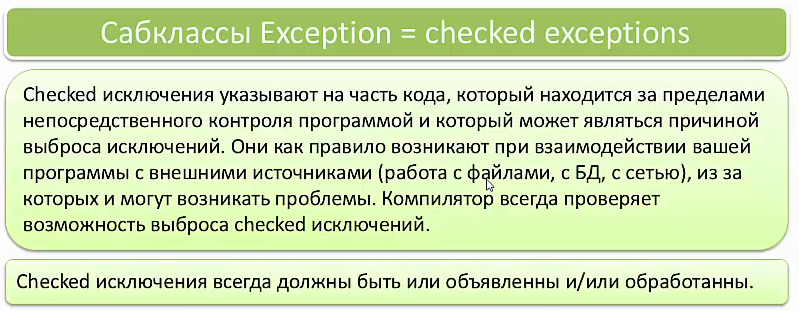 Сабклассы Exception = checked exceptions
Checked исключения указывают на часть кода, который находится за пределами
непосредственного контроля программой и который может являться причиной
выброса исключений. Они как правило возникают при взаимодействии вашей
программы с внешними источниками (работа с файлами, с БД, с сетью), из за
которых и могут возникать проблемы. Компилятор всегда проверяет
возможность выброса checked исключений.
Checked исключения всегда должны быть или объявленны и/или обработанны.